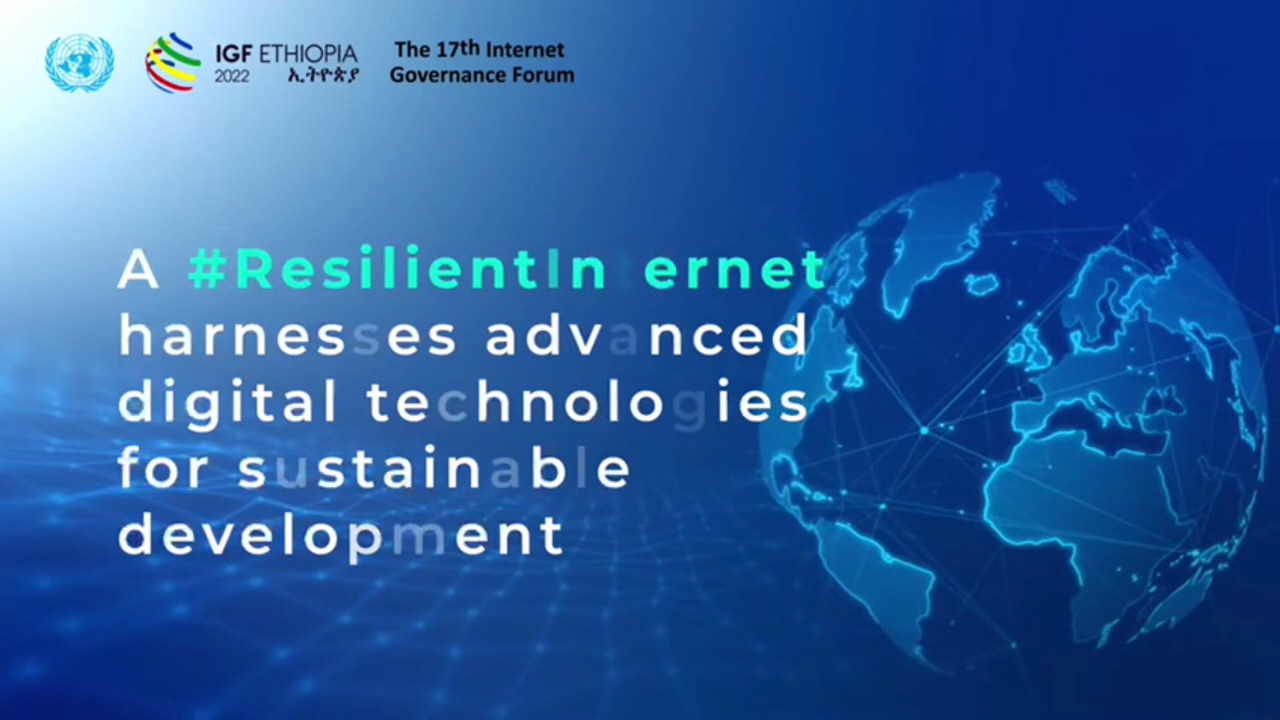 IGF ETHIOPIA
2022 ኢትዮጵያ
The 17th Internet
Governance Forum
A #ResilientInternet
harnesses advanced
digital technologies
for sustainable
development